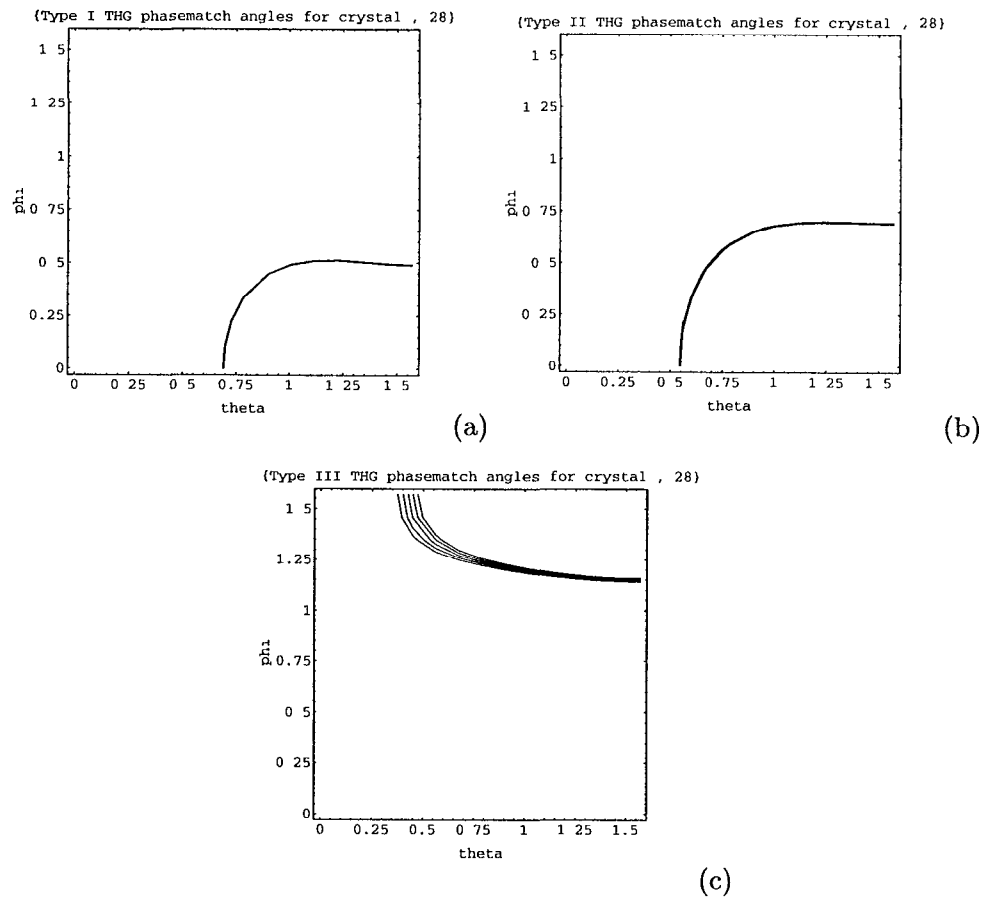 {Type I THG phasematch angles for crystal , 28}
1 5
1 25
1
0 75
0 5
0.25
0
phi
0 0.25 0 5 0.75 1 1 25 1 5
theta
(a)
{Type II THG phasematch angles for crystal , 28}
1 5
1 25
1
0 75
0 5
0.25
0
phi
0 0.25 0 5 0.75 1 1.25 1 5
theta
(b)
{Type III THG phasematch angles for crystal , 28}
1 5
1.25
1
0.75
0 5
0 25
0
phi
0 0.25 0.5 0 75 1 1 25 1.5
theta
(c)